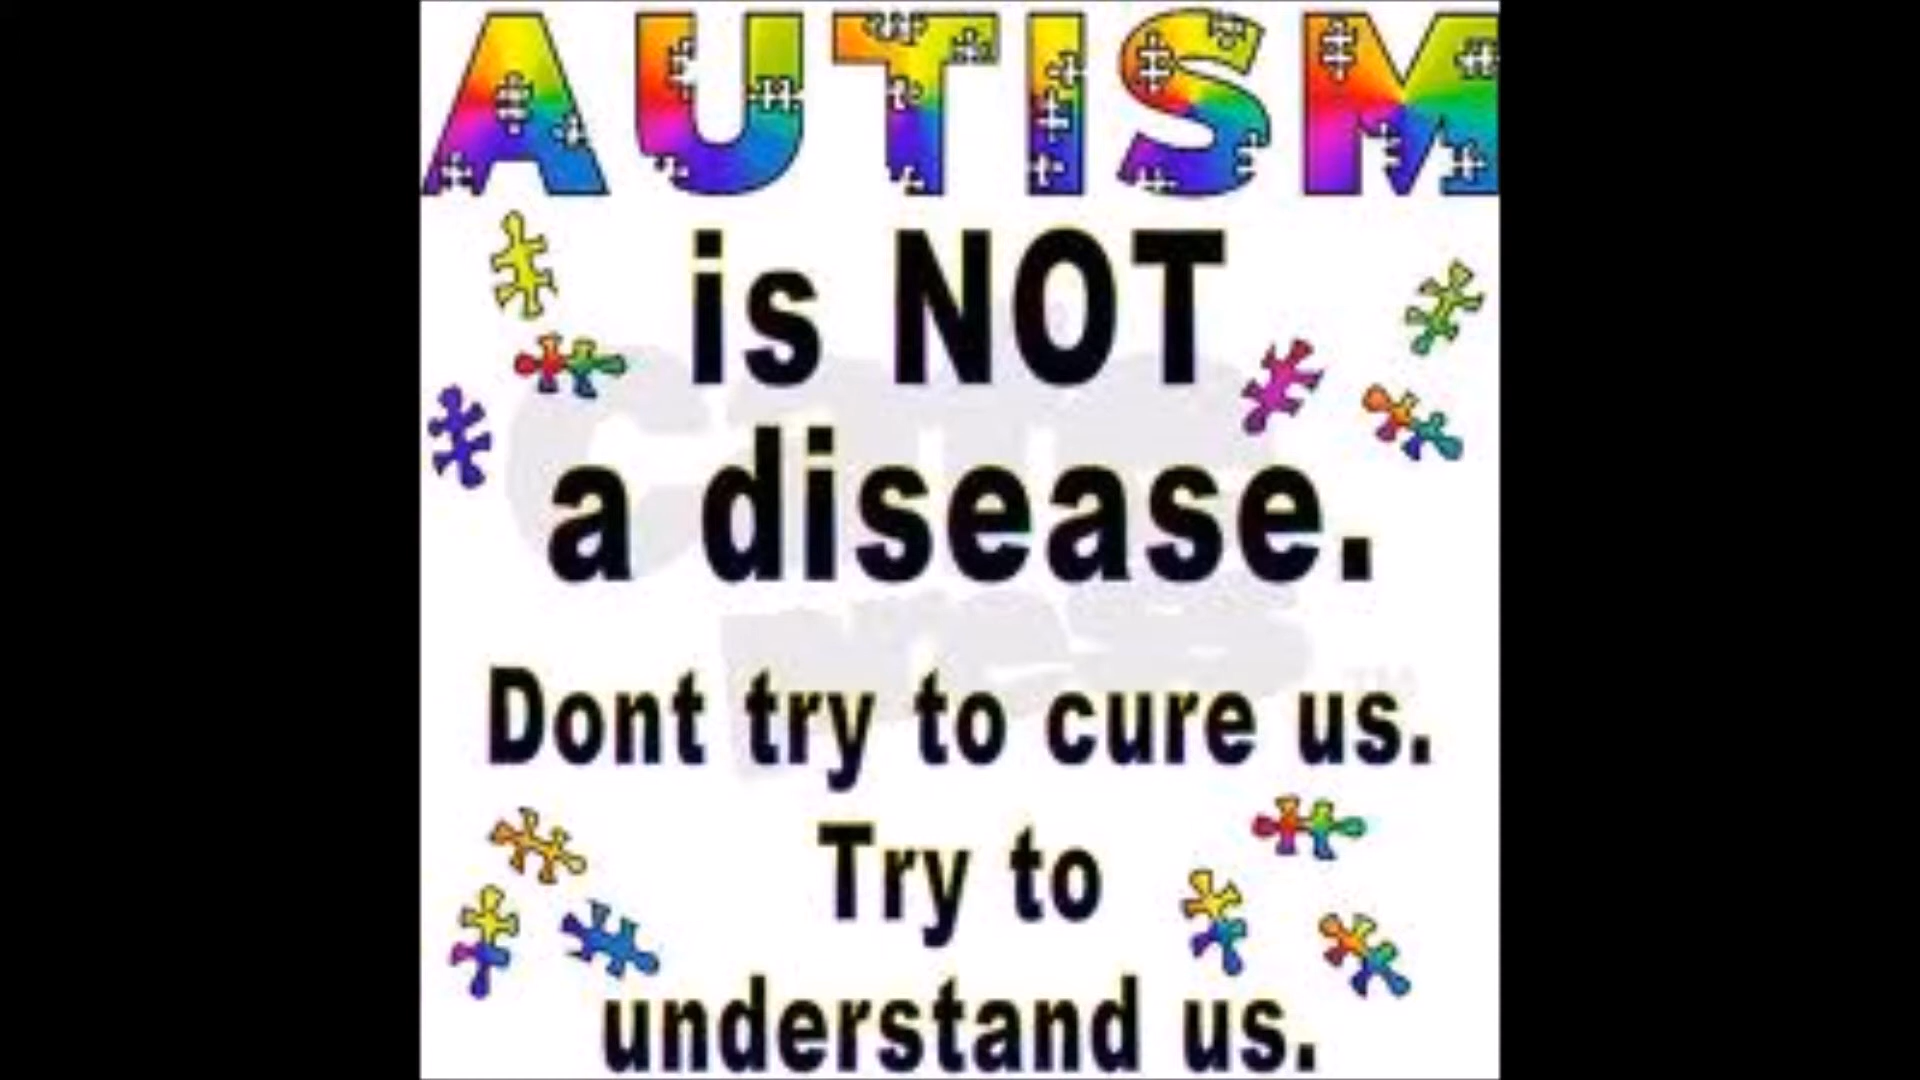 AUTISM
is NOT
a disease.
Dont try to cure us.
Try to
understand us.